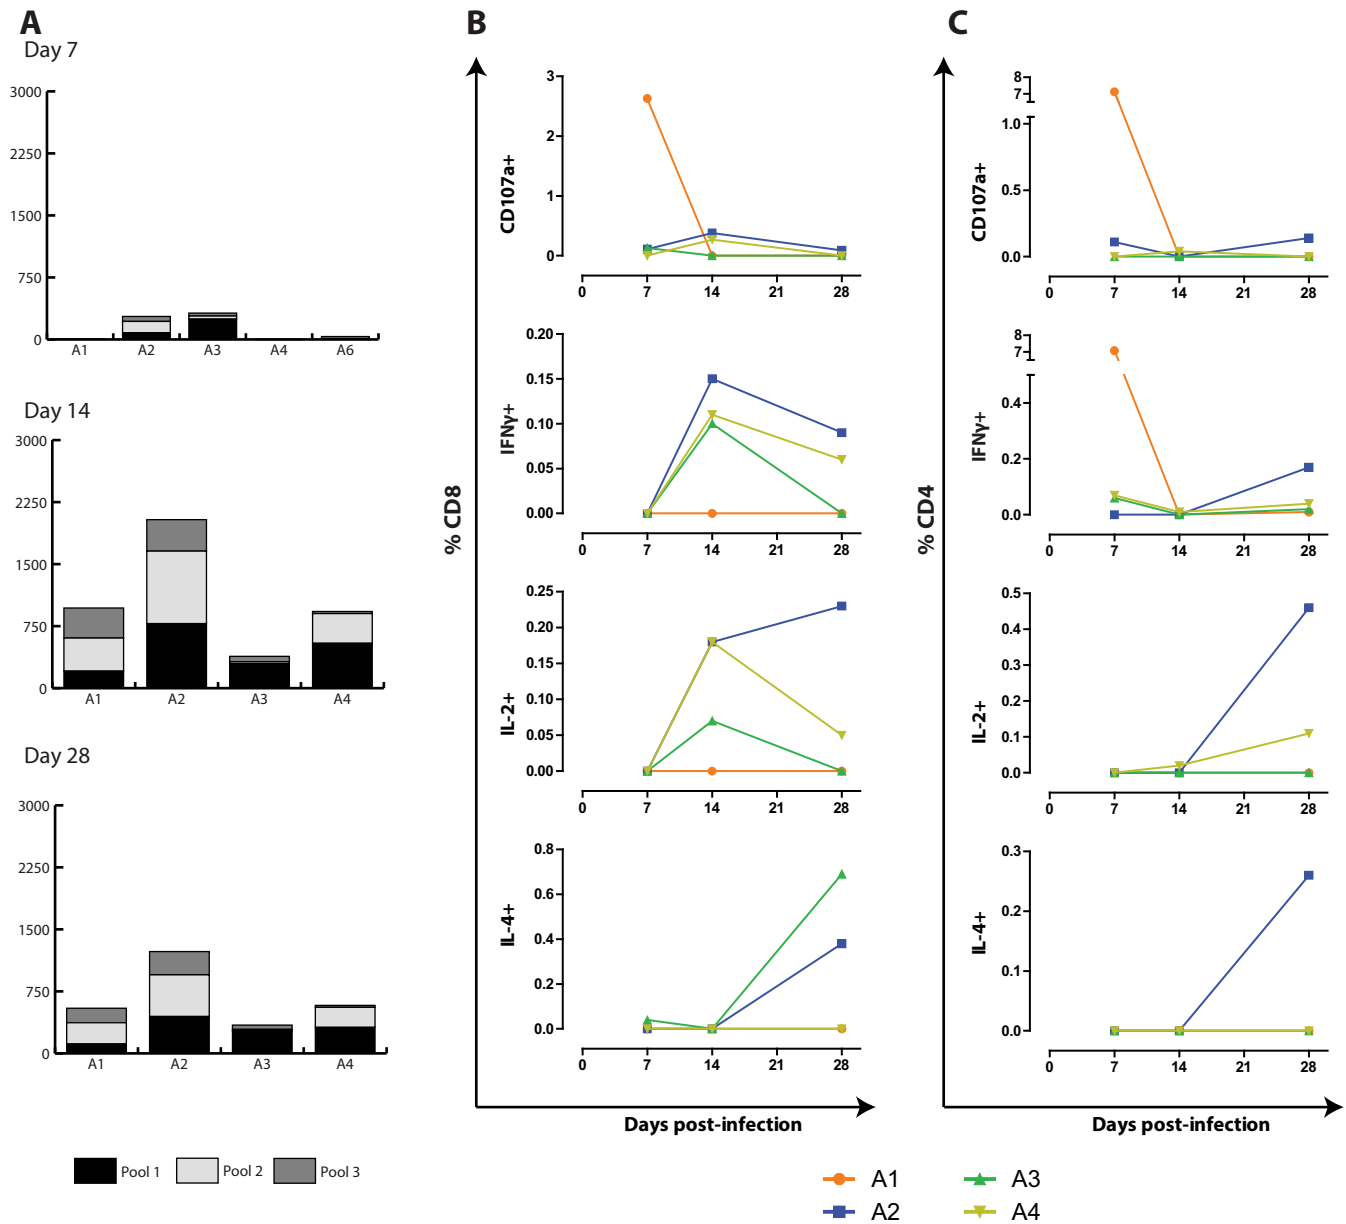 A
Day 7
3000
2250
1500
750
0
A1 A2 A3 A4 A6
Day 14
3000
2250
1500
750
0
A1 A2 A3 A4
Day 28
3000
2250
1500
750
0
A1 A2 A3 A4
Pool 1 Pool 2 Pool 3
B
% CD8
CD107a+
3
2
1
0
0 7 14 21 28
IFNγ+
0.20
0.15
0.10
0.05
0.00
0 7 14 21 28
IL-2+
0.25
0.20
0.15
0.10
0.05
0.00
0 7 14 21 28
IL-4+
0.8
0.6
0.4
0.2
0.0
0 7 14 21 28
Days post-infection
C
% CD4
CD107a+
8
7
1.0
0.5
0.0
0 7 14 21 28
IFNγ+
8
7
0.4
0.2
0.0
0 7 14 21 28
IL-2+
0.5
0.4
0.3
0.2
0.1
0.0
0 7 14 21 28
IL-4+
0.3
0.2
0.1
0.0
0 7 14 21 28
Days post-infection
A1 A3
A2 A4